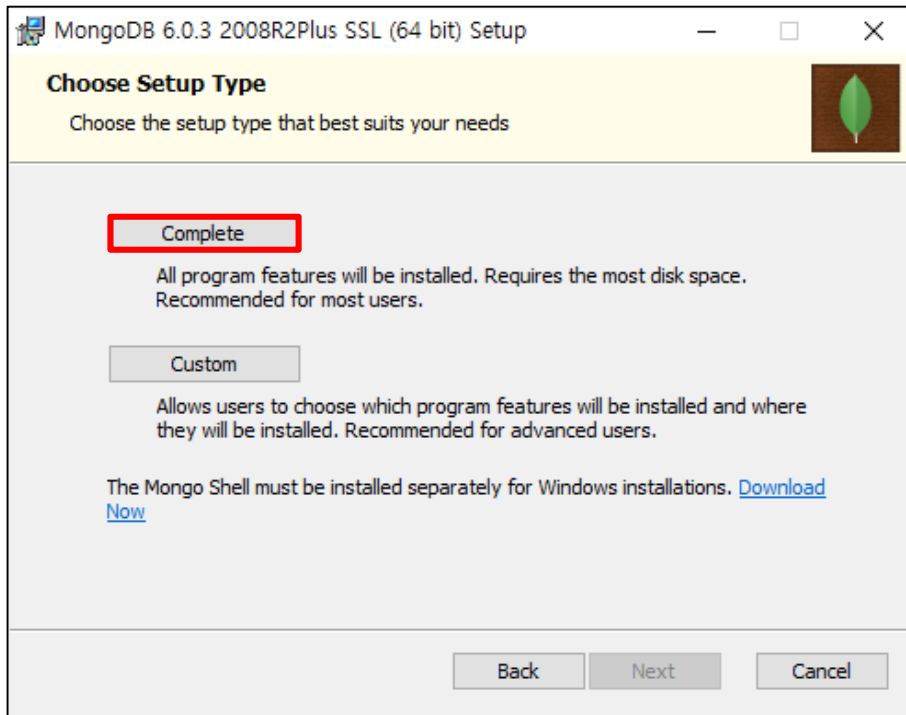 MongoDB 6.0.3 2008R2Plus SSL (64 bit) Setup
Choose Setup Type
Choose the setup type that best suits your needs
Complete
All program features will be installed. Requires the most disk space.
Recommended for most users.
Custom
Allows users to choose which program features will be installed and where
they will be installed. Recommended for advanced users.
The Mongo Shell must be installed separately for Windows installations. Download
Now
Back Next Cancel